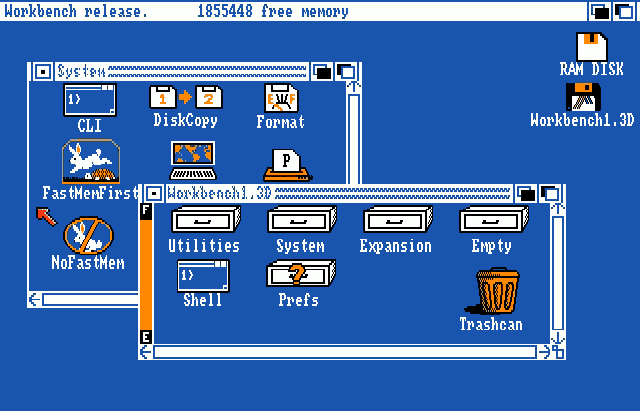 Workbench release.      1855448 free memory
RAM DISK
Workbench1.3D
System
1>
CLI
1 2
DiskCopy
E F
Format
FastMemFirst
P
NoFastMem
Workbench1.3D
F
E
Utilities
System
Expansion
Empty
1>
Shell
?
Prefs
Trashcan